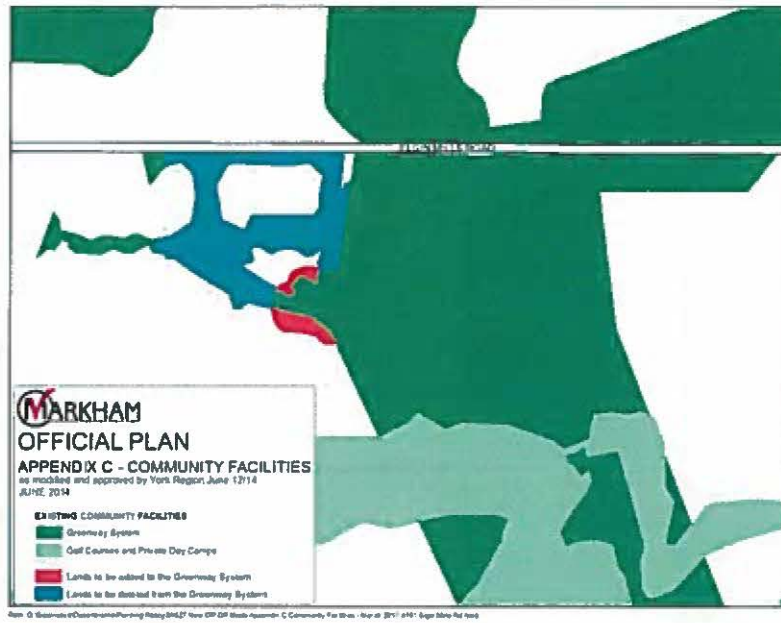 MARKHAM
OFFICIAL PLAN
APPENDIX C - COMMUNITY FACILITIES
as modified and approved by York Region June 12/14
JUNE 2014
EXISTING COMMUNITY FACILITIES
Greenway System
Golf Courses and Private Day Camps
Lands to be added to the Greenway System
Lands to be deleted from the Greenway System